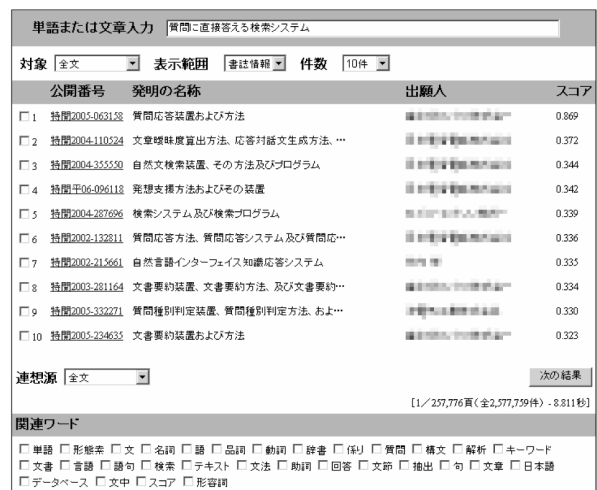 単語または文章入力 質問に直接答える検索システム
対象 全文 表示範囲 書誌情報 件数 10件
公開番号 発明の名称 出願人 スコア
1 特開2005-063158 質問応答装置および方法 0.869
2 特開2004-110524 文章曖昧度算出方法、応答対話文生成方法、… 0.372
3 特開2004-355550 自然文検索装置、その方法及びプログラム 0.344
4 特開平06-096118 発想支援方法およびその装置 0.342
5 特開2004-287696 検索システム及び検索プログラム 0.339
6 特開2002-132811 質問応答方法、質問応答システム及び質問応… 0.336
7 特開2002-215661 自然言語インターフェイス知識応答システム 0.335
8 特開2003-281164 文書要約装置、文書要約方法、及び文書要約… 0.334
9 特開2005-332271 質問種別判定装置、質問種別判定方法、およ… 0.330
10 特開2005-234635 文書要約装置および方法 0.323
連想源 全文 次の結果
[1/257,776頁(全2,577,759件) - 8.811秒]
関連ワード
単語 形態素 文 名詞 語 品詞 動詞 辞書 係り 質問 構文 解析 キーワード
文書 言語 語句 検索 テキスト 文法 助詞 回答 文節 抽出 句 文章 日本語
データベース 文中 スコア 形容詞